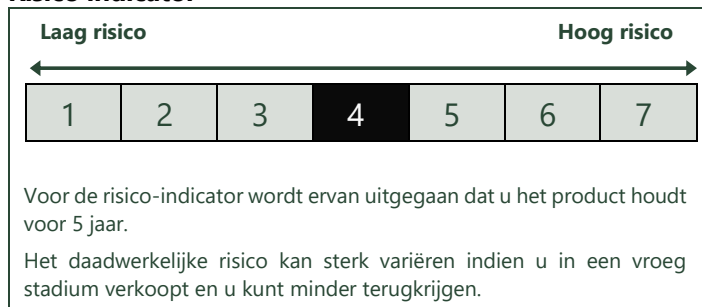 Laag risico Hoog risico
1 2 3 4 5 6 7
Voor de risico-indicator wordt ervan uitgegaan dat u het product houdt
voor 5 jaar.
Het daadwerkelijke risico kan sterk variëren indien u in een vroeg
stadium verkoopt en u kunt minder terugkrijgen.